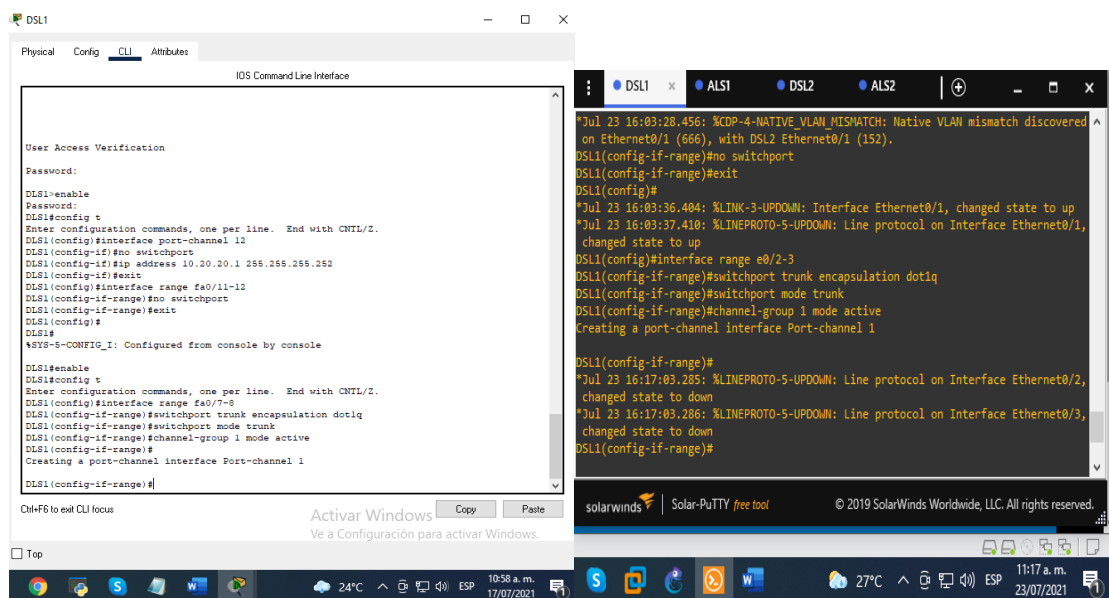 DSL1
Physical Config CLI Attributes
IOS Command Line Interface
User Access Verification
Password:
DLS1>enable
Password:
DLS1#config t
Enter configuration commands, one per line. End with CNTL/Z.
DLS1(config)#interface port-channel 12
DLS1(config-if)#no switchport
DLS1(config-if)#ip address 10.20.20.1 255.255.255.252
DLS1(config-if)#exit
DLS1(config)#interface range fa0/11-12
DLS1(config-if-range)#no switchport
DLS1(config-if-range)#exit
DLS1(config)#
DLS1#
%SYS-5-CONFIG_I: Configured from console by console
DLS1#enable
DLS1#config t
Enter configuration commands, one per line. End with CNTL/Z.
DLS1(config)#interface range fa0/7-8
DLS1(config-if-range)#switchport trunk encapsulation dot1q
DLS1(config-if-range)#switchport mode trunk
DLS1(config-if-range)#channel-group 1 mode active
DLS1(config-if-range)#
Creating a port-channel interface Port-channel 1
DLS1(config-if-range)#
Ctrl+F6 to exit CLI focus
Copy Paste
Activar Windows
Ve a Configuración para activar Windows.
Top
24°C ESP 10:58 a. m.
17/07/2021
DSL1 x ALS1 DSL2 ALS2
*Jul 23 16:03:28.456: %CDP-4-NATIVE_VLAN_MISMATCH: Native VLAN mismatch discovered
on Ethernet0/1 (666), with DSL2 Ethernet0/1 (152).
DSL1(config-if-range)#no switchport
DSL1(config-if-range)#exit
DSL1(config)#
*Jul 23 16:03:36.404: %LINK-3-UPDOWN: Interface Ethernet0/1, changed state to up
*Jul 23 16:03:37.410: %LINEPROTO-5-UPDOWN: Line protocol on Interface Ethernet0/1,
changed state to up
DSL1(config)#interface range e0/2-3
DSL1(config-if-range)#switchport trunk encapsulation dot1q
DSL1(config-if-range)#switchport mode trunk
DSL1(config-if-range)#channel-group 1 mode active
Creating a port-channel interface Port-channel 1
DSL1(config-if-range)#
*Jul 23 16:17:03.285: %LINEPROTO-5-UPDOWN: Line protocol on Interface Ethernet0/2,
changed state to down
*Jul 23 16:17:03.286: %LINEPROTO-5-UPDOWN: Line protocol on Interface Ethernet0/3,
changed state to down
DSL1(config-if-range)#
solarwinds Solar-PuTTY free tool © 2019 SolarWinds Worldwide, LLC. All rights reserved.
27°C ESP 11:17 a. m.
23/07/2021